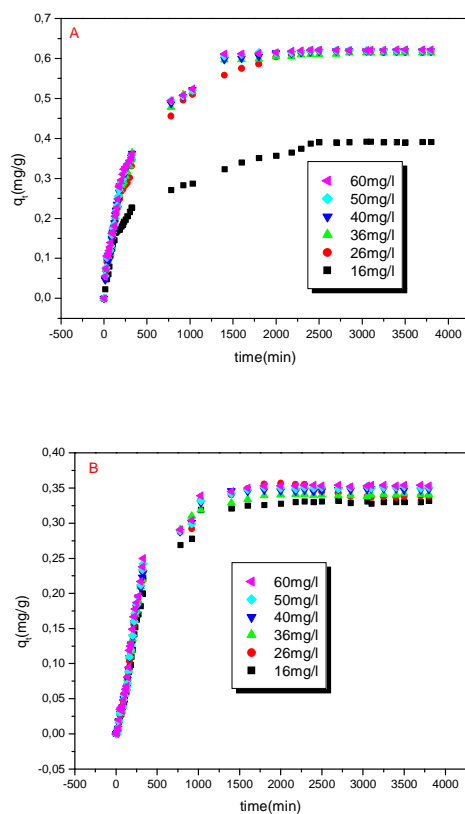 A
0,7
0,6
0,5
0,4
0,3
0,2
0,1
0,0
qt(mg/g)
60mg/l
50mg/l
40mg/l
36mg/l
26mg/l
16mg/l
-500 0 500 1000 1500 2000 2500 3000 3500 4000
time(min)
B
0,40
0,35
0,30
0,25
0,20
0,15
0,10
0,05
0,00
-0,05
qt(mg/g)
60mg/l
50mg/l
40mg/l
36mg/l
26mg/l
16mg/l
-500 0 500 1000 1500 2000 2500 3000 3500 4000
time(min)